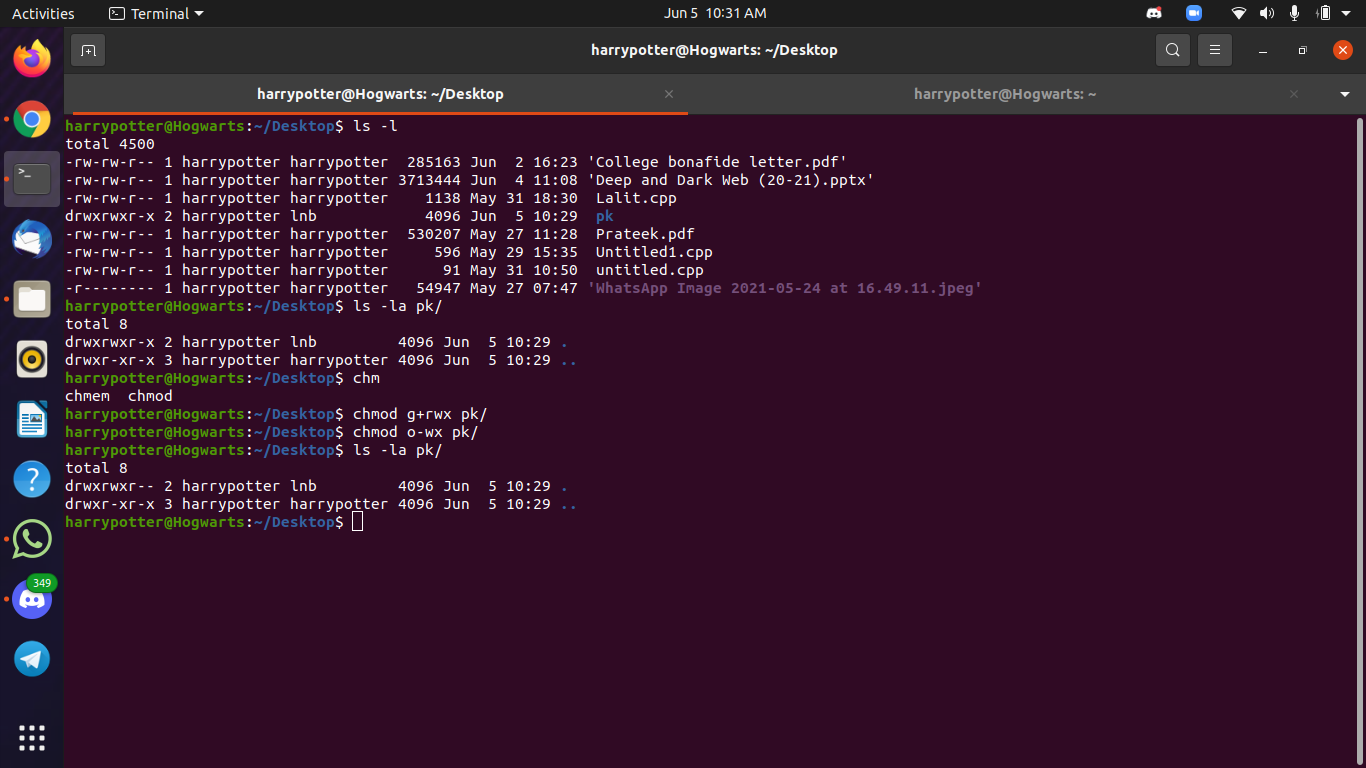 Activities Terminal Jun 5 10:31 AM
harrypotter@Hogwarts: ~/Desktop
harrypotter@Hogwarts: ~/Desktop harrypotter@Hogwarts: ~
harrypotter@Hogwarts:~/Desktop$ ls -l
total 4500
-rw-rw-r-- 1 harrypotter harrypotter  285163 Jun  2 16:23 'College bonafide letter.pdf'
-rw-rw-r-- 1 harrypotter harrypotter 3713444 Jun  4 11:08 'Deep and Dark Web (20-21).pptx'
-rw-rw-r-- 1 harrypotter harrypotter    1138 May 31 18:30  Lalit.cpp
drwxrwxr-x 2 harrypotter lnb            4096 Jun  5 10:29  pk
-rw-rw-r-- 1 harrypotter harrypotter  530207 May 27 11:28  Prateek.pdf
-rw-rw-r-- 1 harrypotter harrypotter     596 May 29 15:35  Untitled1.cpp
-rw-rw-r-- 1 harrypotter harrypotter      91 May 31 10:50  untitled.cpp
-r-------- 1 harrypotter harrypotter   54947 May 27 07:47 'WhatsApp Image 2021-05-24 at 16.49.11.jpeg'
harrypotter@Hogwarts:~/Desktop$ ls -la pk/
total 8
drwxrwxr-x 2 harrypotter lnb         4096 Jun  5 10:29 .
drwxr-xr-x 3 harrypotter harrypotter 4096 Jun  5 10:29 ..
harrypotter@Hogwarts:~/Desktop$ chm
chmem  chmod
harrypotter@Hogwarts:~/Desktop$ chmod g+rwx pk/
harrypotter@Hogwarts:~/Desktop$ chmod o-wx pk/
harrypotter@Hogwarts:~/Desktop$ ls -la pk/
total 8
drwxrwxr-- 2 harrypotter lnb         4096 Jun  5 10:29 .
drwxr-xr-x 3 harrypotter harrypotter 4096 Jun  5 10:29 ..
harrypotter@Hogwarts:~/Desktop$
349